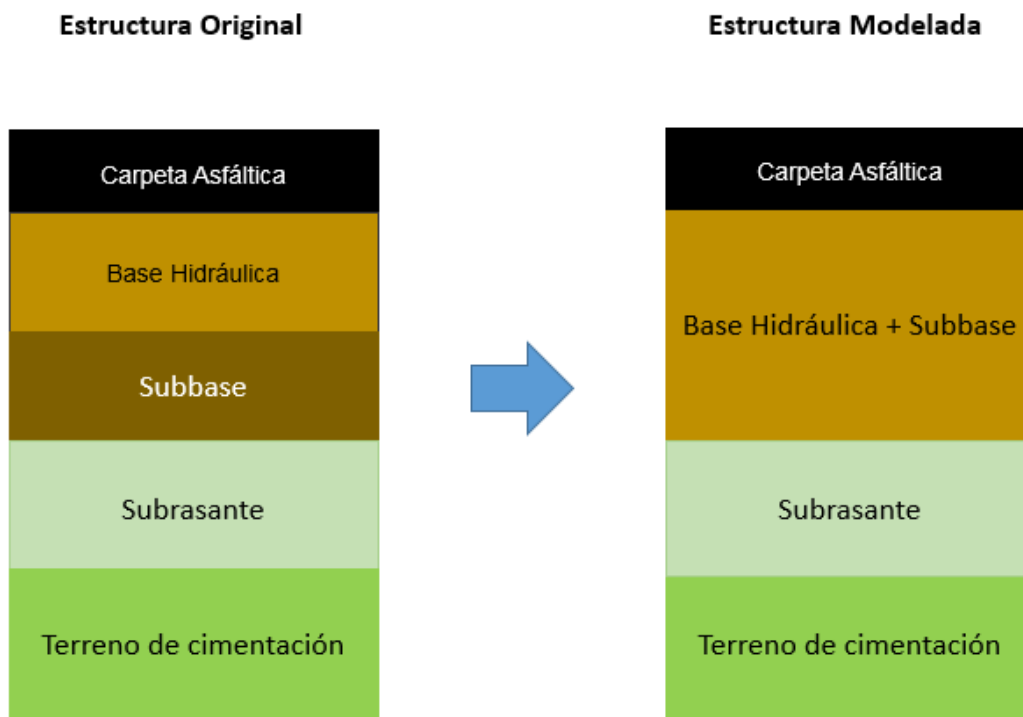 Estructura Original
Carpeta Asfáltica
Base Hidráulica
Subbase
Subrasante
Terreno de cimentación
Estructura Modelada
Carpeta Asfáltica
Base Hidráulica + Subbase
Subrasante
Terreno de cimentación